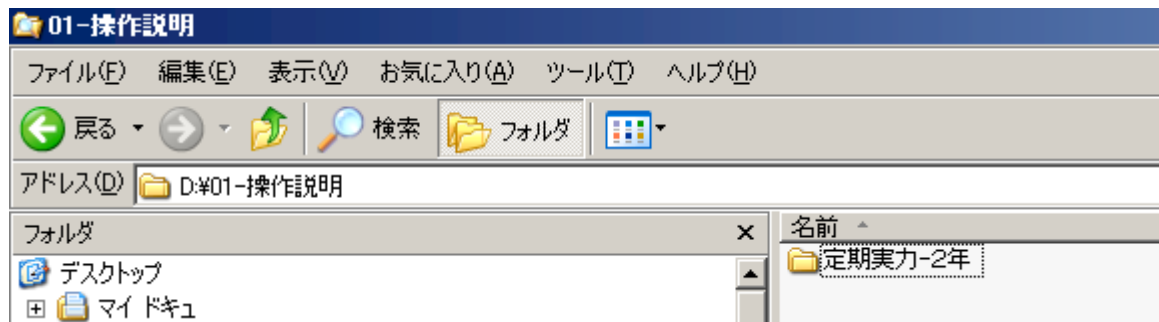 01-操作説明
ファイル(F) 編集(E) 表示(V) お気に入り(A) ツール(T) ヘルプ(H)
戻る 検索 フォルダ
アドレス(D) D:¥01-操作説明
フォルダ × 名前
デスクトップ 定期実力-2年
マイ ドキュ